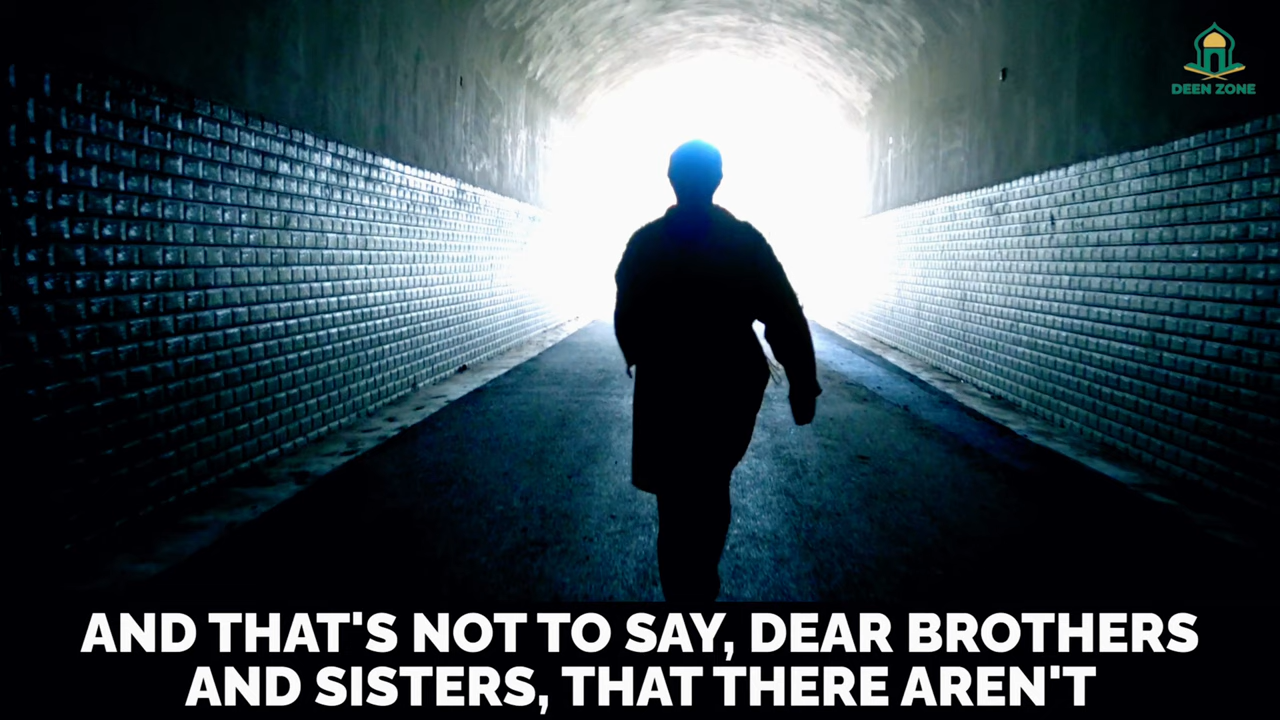 DEEN ZONE
AND THAT'S NOT TO SAY, DEAR BROTHERS
AND SISTERS, THAT THERE AREN'T